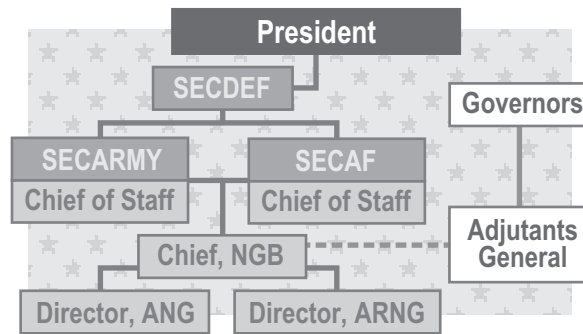 President
SECDEF
Governors
SECARMY
SECAF
Chief of Staff
Chief of Staff
Adjutants
General
Chief, NGB
Director, ANG
Director, ARNG